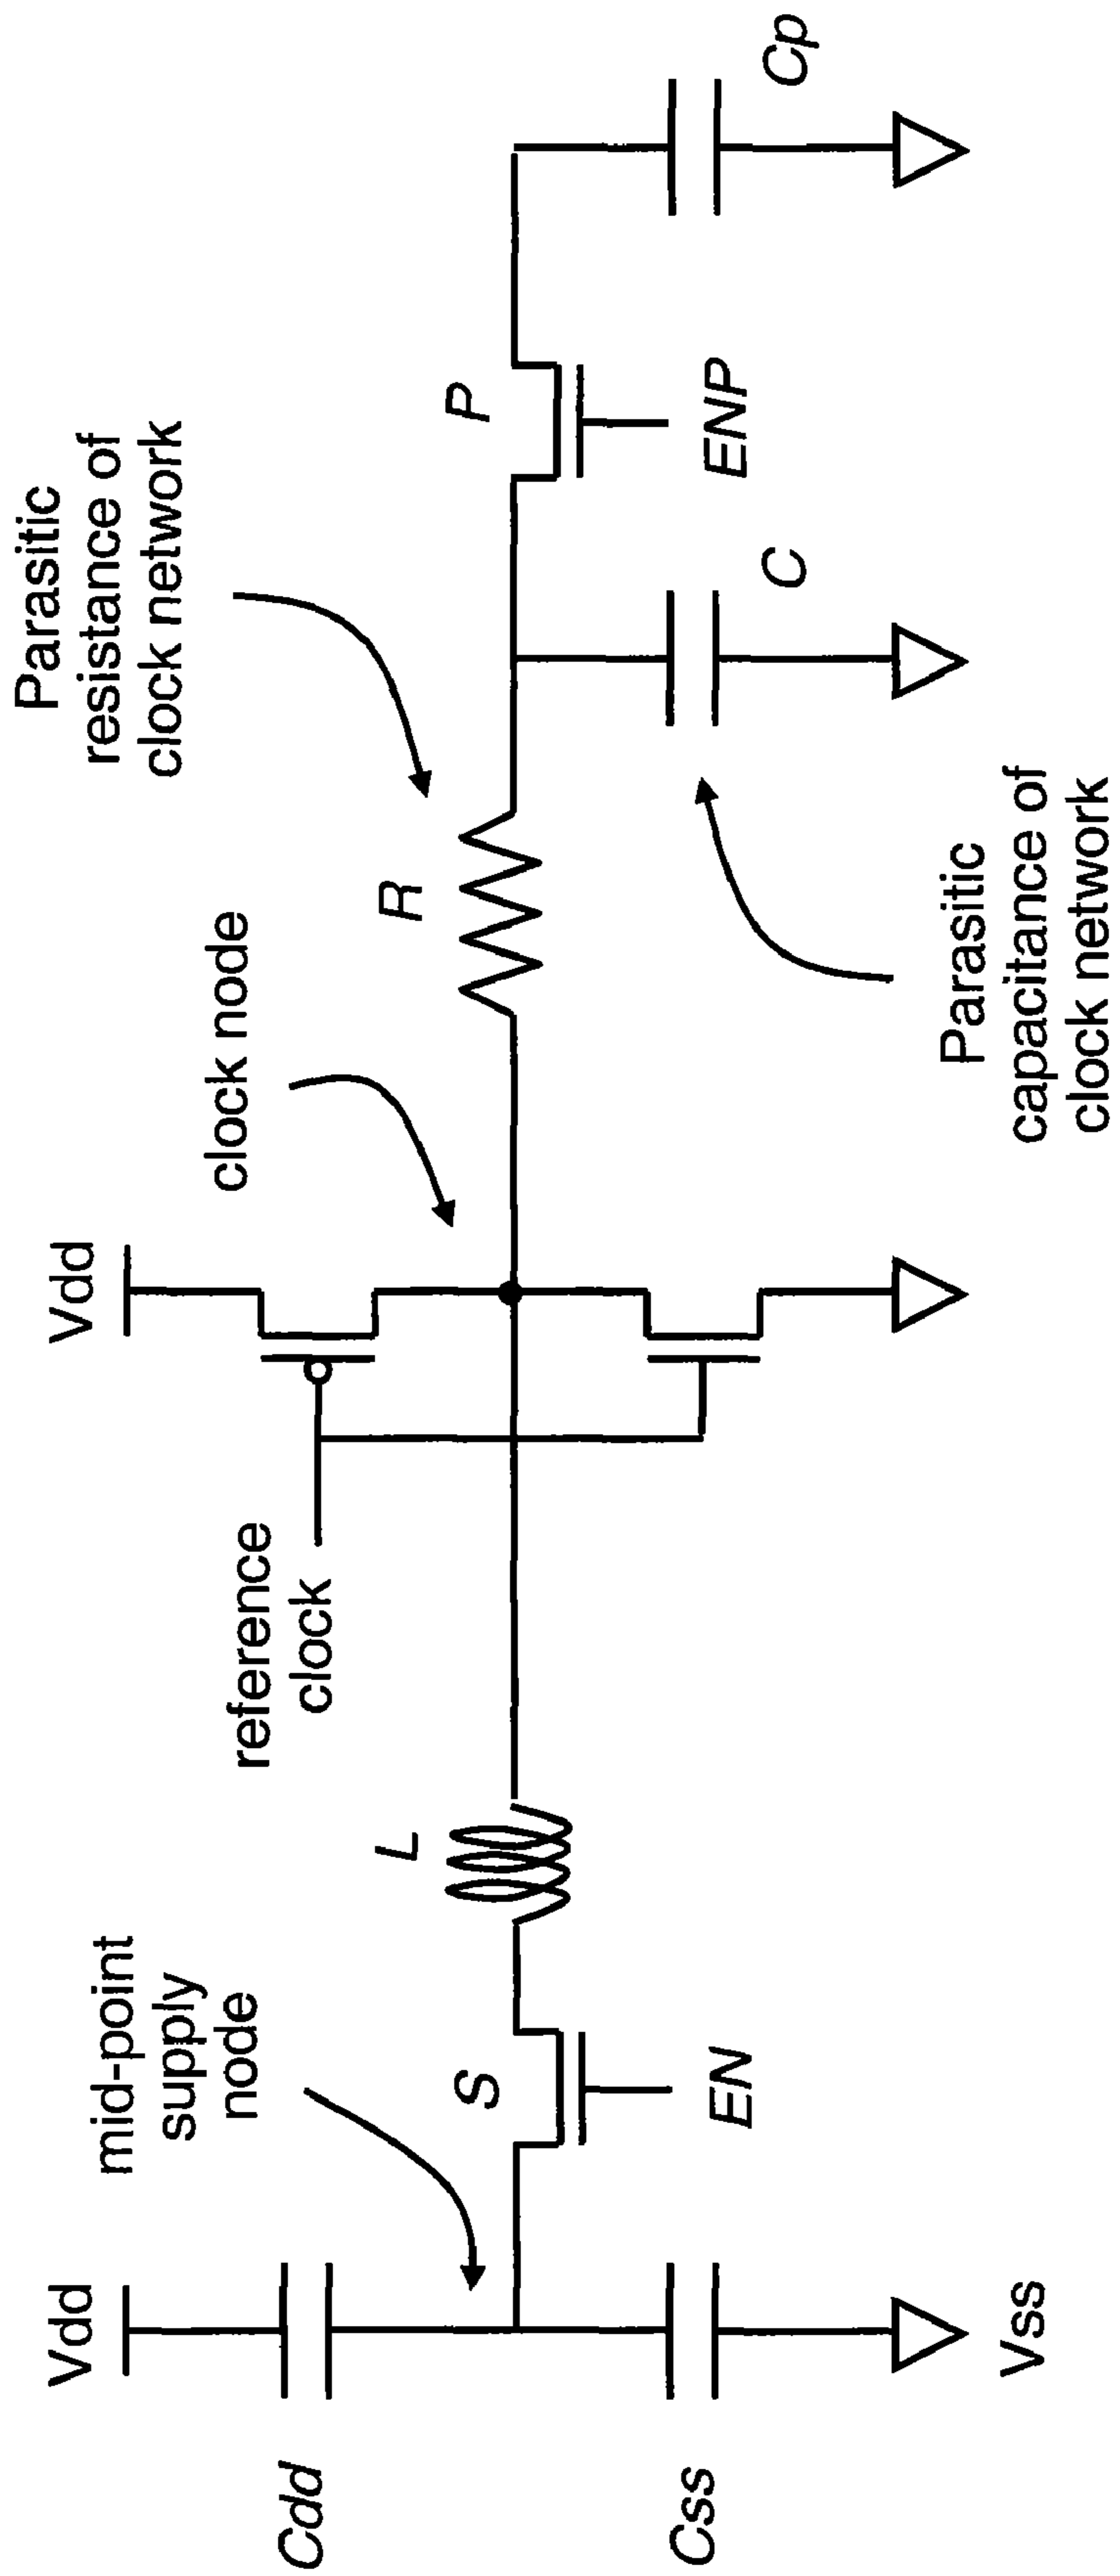 Vdd
Cdd
Css
Vss
mid-point
supply
node
S
EN
L
reference
clock
Vdd
clock node
R
Parasitic
resistance of
clock network
Parasitic
capacitance of
clock network
C
P
ENP
Cp